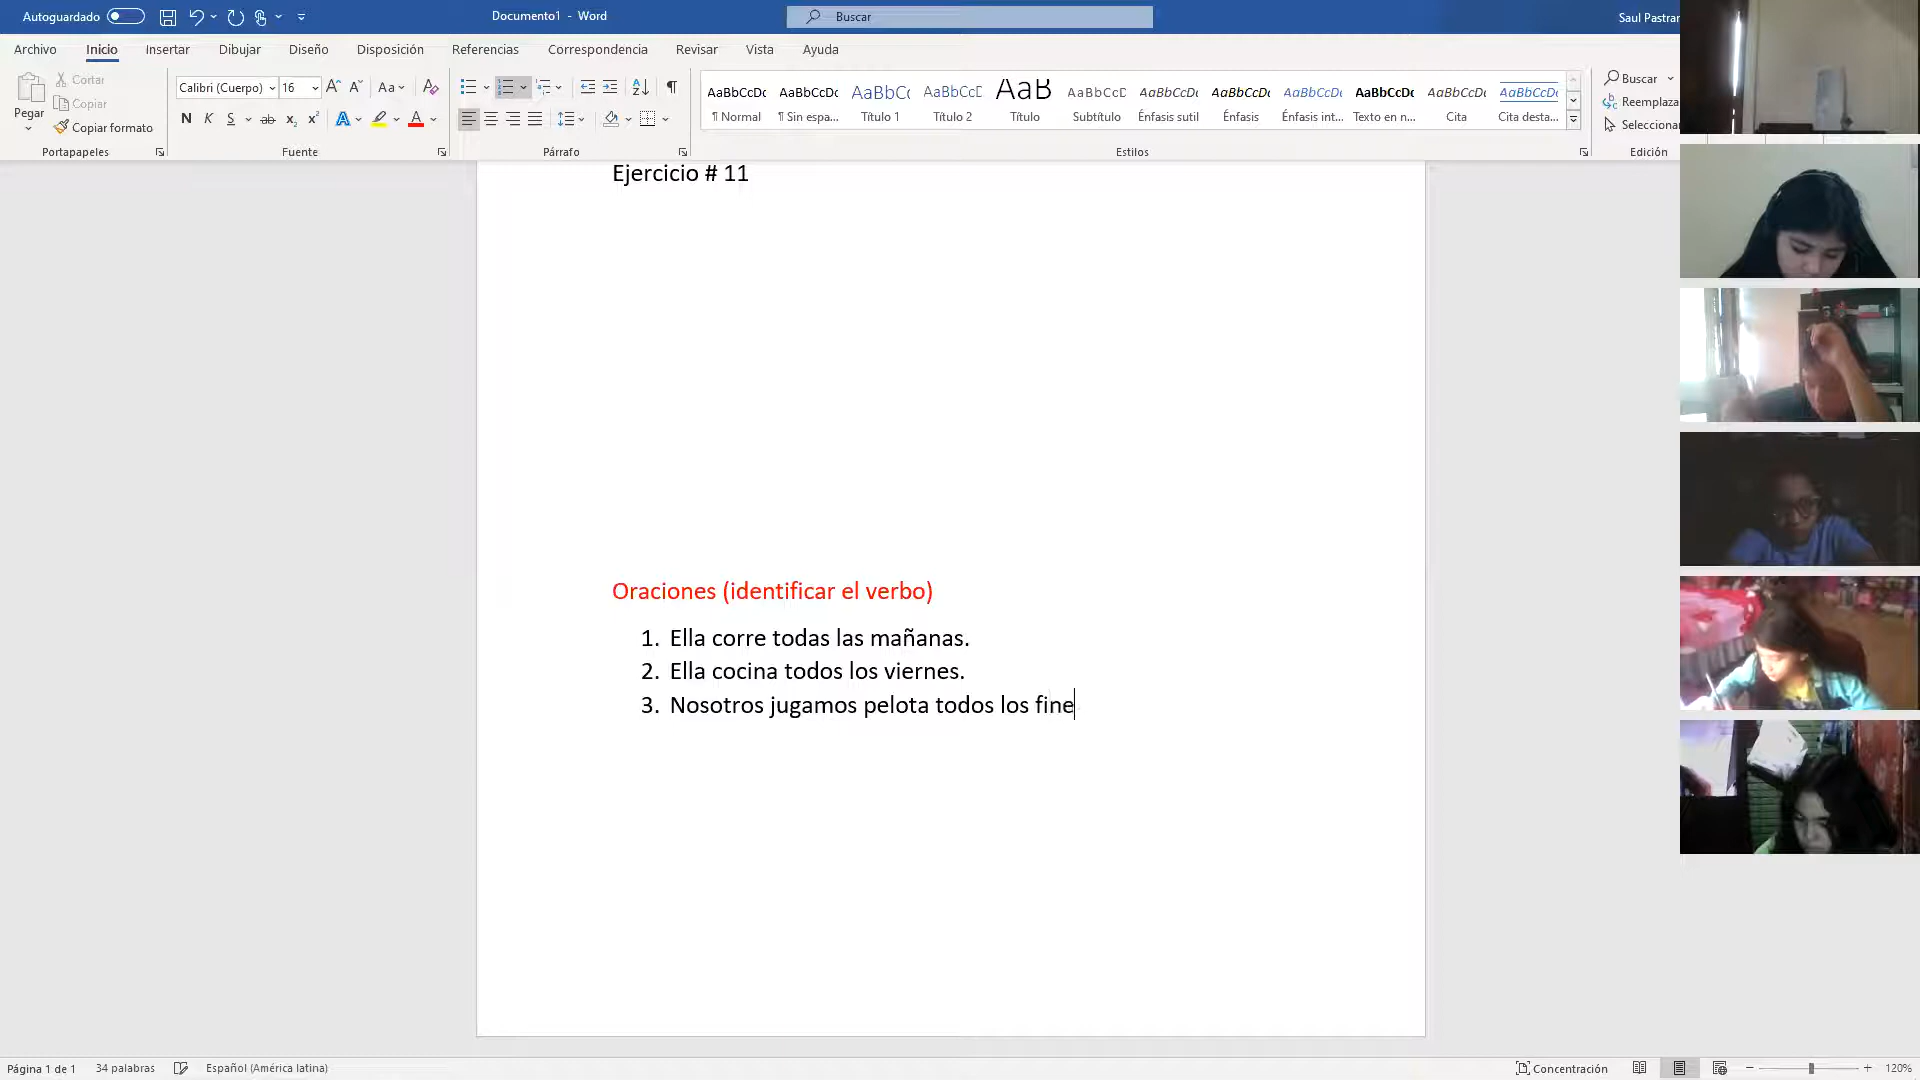 Autoguardado Documento1 - Word Buscar Saul Pastran
Archivo Inicio Insertar Dibujar Diseño Disposición Referencias Correspondencia Revisar Vista Ayuda
Pegar
Cortar
Copiar
Copiar formato
Portapapeles
Calibri (Cuerpo) 16
Fuente
Párrafo
AaBbCcDc ¶ Normal
AaBbCcDc ¶ Sin espa...
AaBbCc Título 1
AaBbCcD Título 2
AaB Título
AaBbCcD Subtítulo
AaBbCcDc Énfasis sutil
AaBbCcDc Énfasis
AaBbCcDc Énfasis int...
AaBbCcDc Texto en n...
AaBbCcDc Cita
AaBbCcDc Cita desta...
Estilos
Buscar
Reemplaza
Seleccionar
Edición
Ejercicio # 11
Oraciones (identificar el verbo)
1. Ella corre todas las mañanas.
2. Ella cocina todos los viernes.
3. Nosotros jugamos pelota todos los fine
Página 1 de 1 34 palabras Español (América latina) Concentración 120%